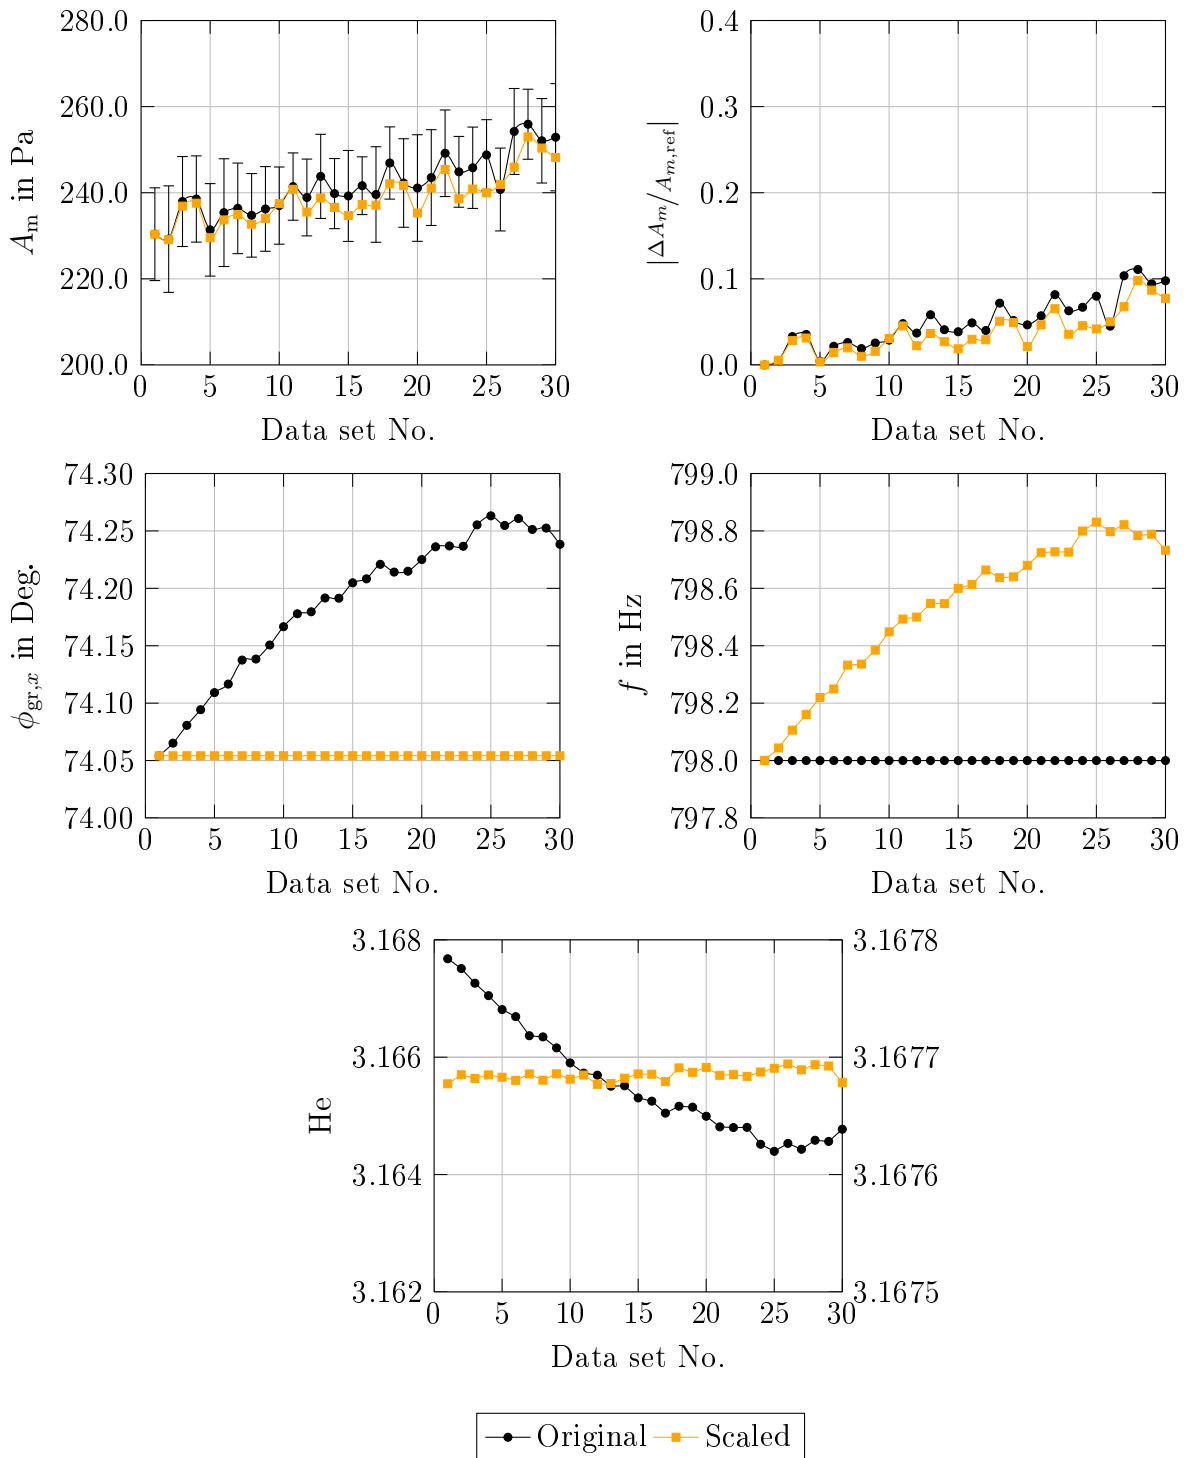 280.0
260.0
240.0
220.0
200.0
0 5 10 15 20 25 30
A_m in Pa
Data set No.
0.4
0.3
0.2
0.1
0.0
0 5 10 15 20 25 30
|ΔA_m/A_m,ref|
Data set No.
74.30
74.25
74.20
74.15
74.10
74.05
74.00
0 5 10 15 20 25 30
ϕ_gr,x in Deg.
Data set No.
799.0
798.8
798.6
798.4
798.2
798.0
797.8
0 5 10 15 20 25 30
f in Hz
Data set No.
3.168
3.166
3.164
3.162
3.1678
3.1677
3.1676
3.1675
0 5 10 15 20 25 30
He
Data set No.
Original Scaled